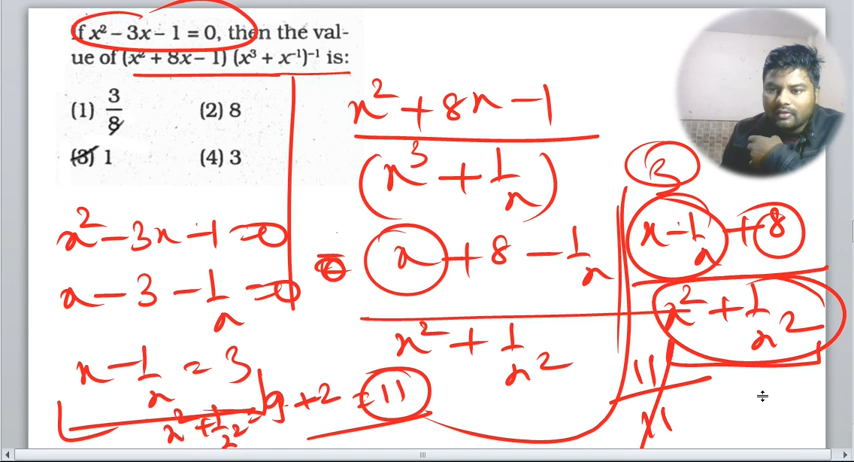 If x² – 3x – 1 = 0, then the val-
ue of (x² + 8x – 1) (x³ + x⁻¹)⁻¹ is:
(1) 3/8 (2) 8
(3) 1 (4) 3
x² + 8x – 1
(x³ + 1/x)
x² – 3x – 1 = 0
x – 3 – 1/x = 0
x – 1/x = 3
x² + 1/x² = 9 + 2 = 11
= x + 8 – 1/x
x² + 1/x²
3
x – 1/x + 8
x² + 1/x²
11
11